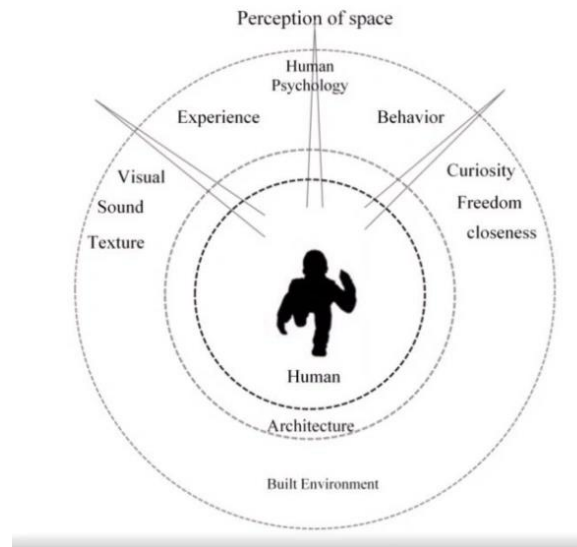 Perception of space
Human
Psychology
Experience
Behavior
Visual
Sound
Texture
Curiosity
Freedom
closeness
Human
Architecture
Built Environment